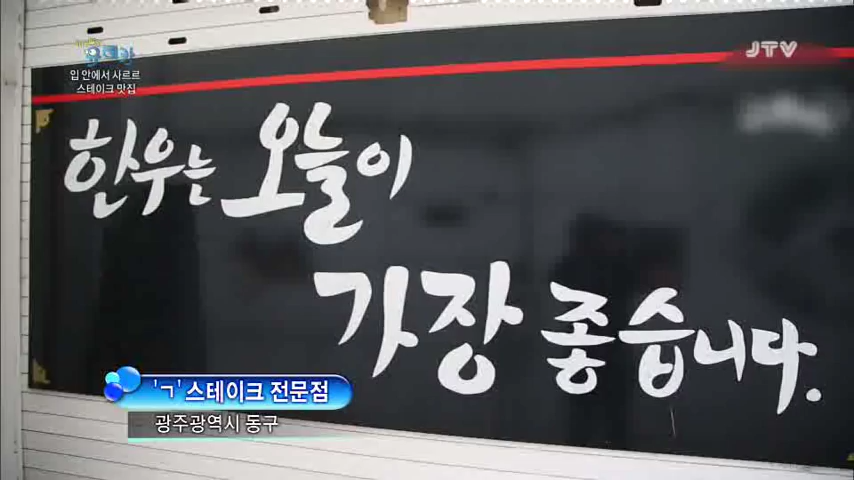 입 안에서 사르르
스테이크 맛집
JTV
한우는 오늘이
가장 좋습니다.
'ㄱ' 스테이크 전문점
광주광역시 동구